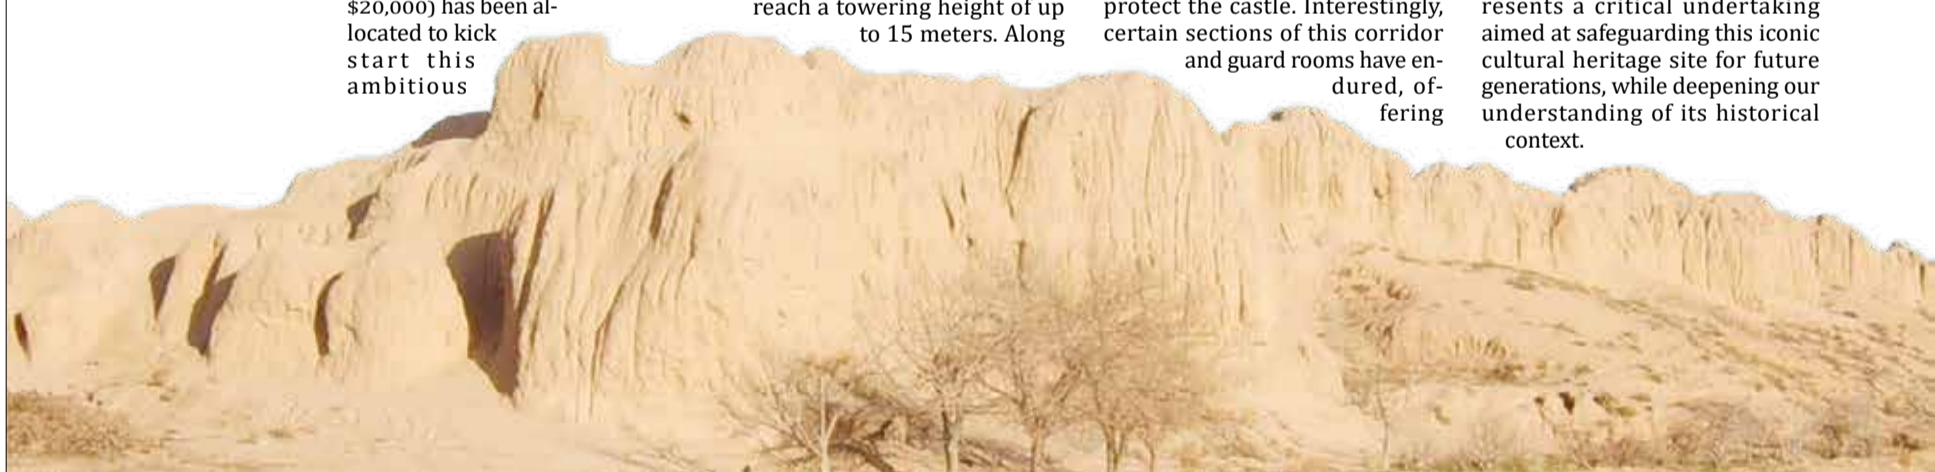 $20,000) has been al-
located to kick
start this
ambitious
reach a towering height of up
to 15 meters. Along
protect the castle. Interestingly,
certain sections of this corridor
and guard rooms have en-
dured, of-
fering
resents a critical undertaking
aimed at safeguarding this iconic
cultural heritage site for future
generations, while deepening our
understanding of its historical
context.